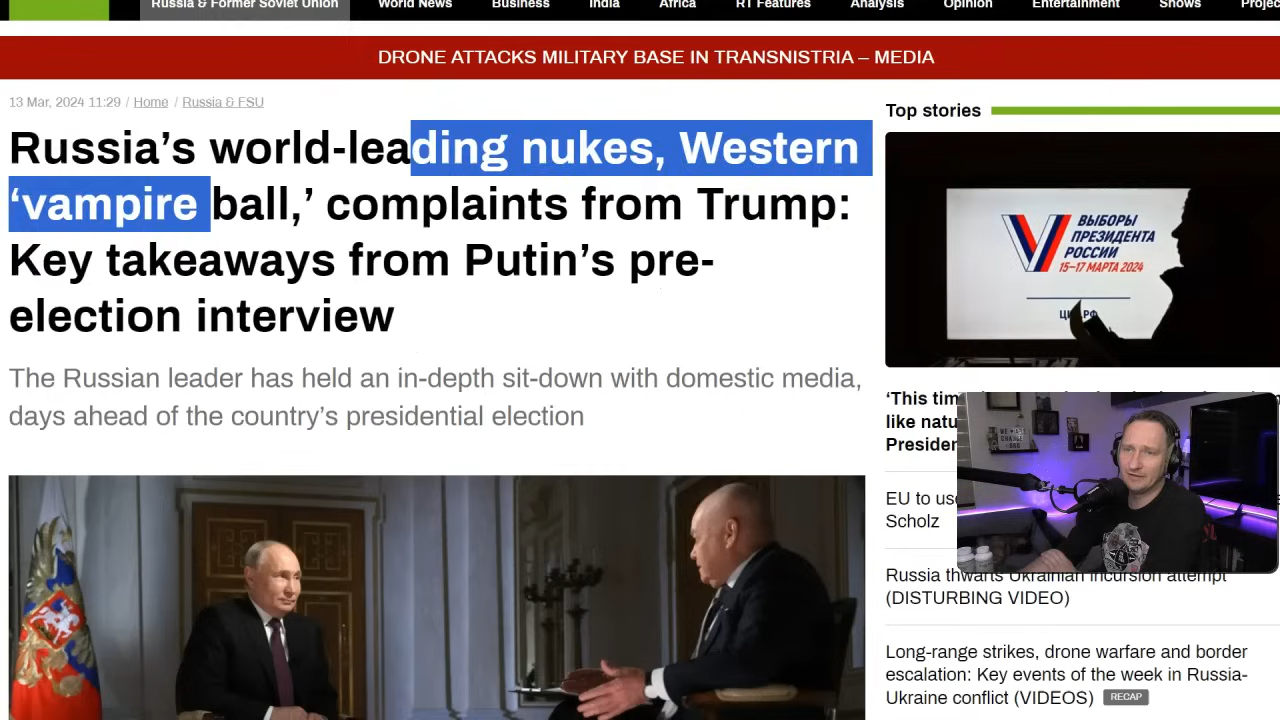 Russia & Former Soviet Union World News Business India Africa RT Features Analysis Opinion Entertainment Shows
DRONE ATTACKS MILITARY BASE IN TRANSNISTRIA – MEDIA
13 Mar, 2024 11:29 / Home / Russia & FSU
Russia’s world-leading nukes, Western
‘vampire ball,’ complaints from Trump:
Key takeaways from Putin’s pre-
election interview
The Russian leader has held an in-depth sit-down with domestic media,
days ahead of the country’s presidential election
Top stories
ВЫБОРЫ
ПРЕЗИДЕНТА
РОССИИ
15–17 МАРТА 2024
‘This
like
EU to
Scholz
WE ARE
CHANGE
Russia thwarts Ukrainian incursion attempt
(DISTURBING VIDEO)
Long-range strikes, drone warfare and border
escalation: Key events of the week in Russia-
Ukraine conflict (VIDEOS) RECAP